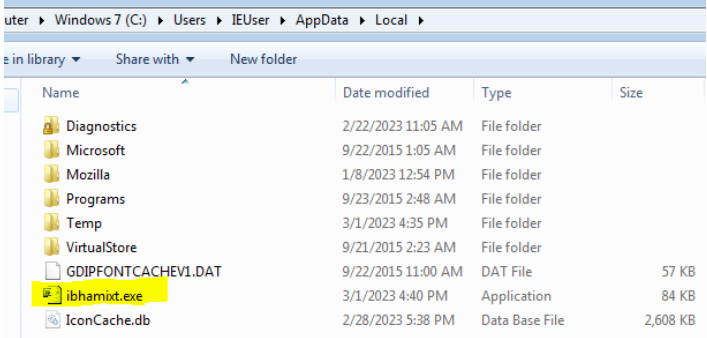 uter ▸ Windows 7 (C:) ▸ Users ▸ IEUser ▸ AppData ▸ Local ▸
e in library ▾ Share with ▾ New folder
Name Date modified Type Size
Diagnostics 2/22/2023 11:05 AM File folder
Microsoft 9/22/2015 1:05 AM File folder
Mozilla 1/8/2023 12:54 PM File folder
Programs 9/23/2015 2:48 AM File folder
Temp 3/1/2023 4:35 PM File folder
VirtualStore 9/21/2015 2:23 AM File folder
GDIPFONTCACHEV1.DAT 9/22/2015 11:00 AM DAT File 57 KB
ibhamixt.exe 3/1/2023 4:40 PM Application 84 KB
IconCache.db 2/28/2023 5:38 PM Data Base File 2,608 KB